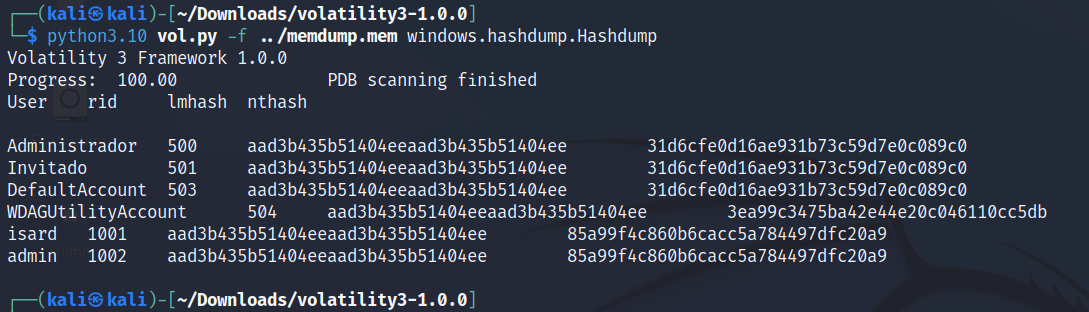 ┌──(kali㉿kali)-[~/Downloads/volatility3-1.0.0]
└─$ python3.10 vol.py -f ../memdump.mem windows.hashdump.Hashdump
Volatility 3 Framework 1.0.0
Progress:  100.00               PDB scanning finished
User    rid     lmhash  nthash
Administrador   500     aad3b435b51404eeaad3b435b51404ee        31d6cfe0d16ae931b73c59d7e0c089c0
Invitado        501     aad3b435b51404eeaad3b435b51404ee        31d6cfe0d16ae931b73c59d7e0c089c0
DefaultAccount  503     aad3b435b51404eeaad3b435b51404ee        31d6cfe0d16ae931b73c59d7e0c089c0
WDAGUtilityAccount      504     aad3b435b51404eeaad3b435b51404ee        3ea99c3475ba42e44e20c046110cc5db
isard   1001    aad3b435b51404eeaad3b435b51404ee        85a99f4c860b6cacc5a784497dfc20a9
admin   1002    aad3b435b51404eeaad3b435b51404ee        85a99f4c860b6cacc5a784497dfc20a9
┌──(kali㉿kali)-[~/Downloads/volatility3-1.0.0]